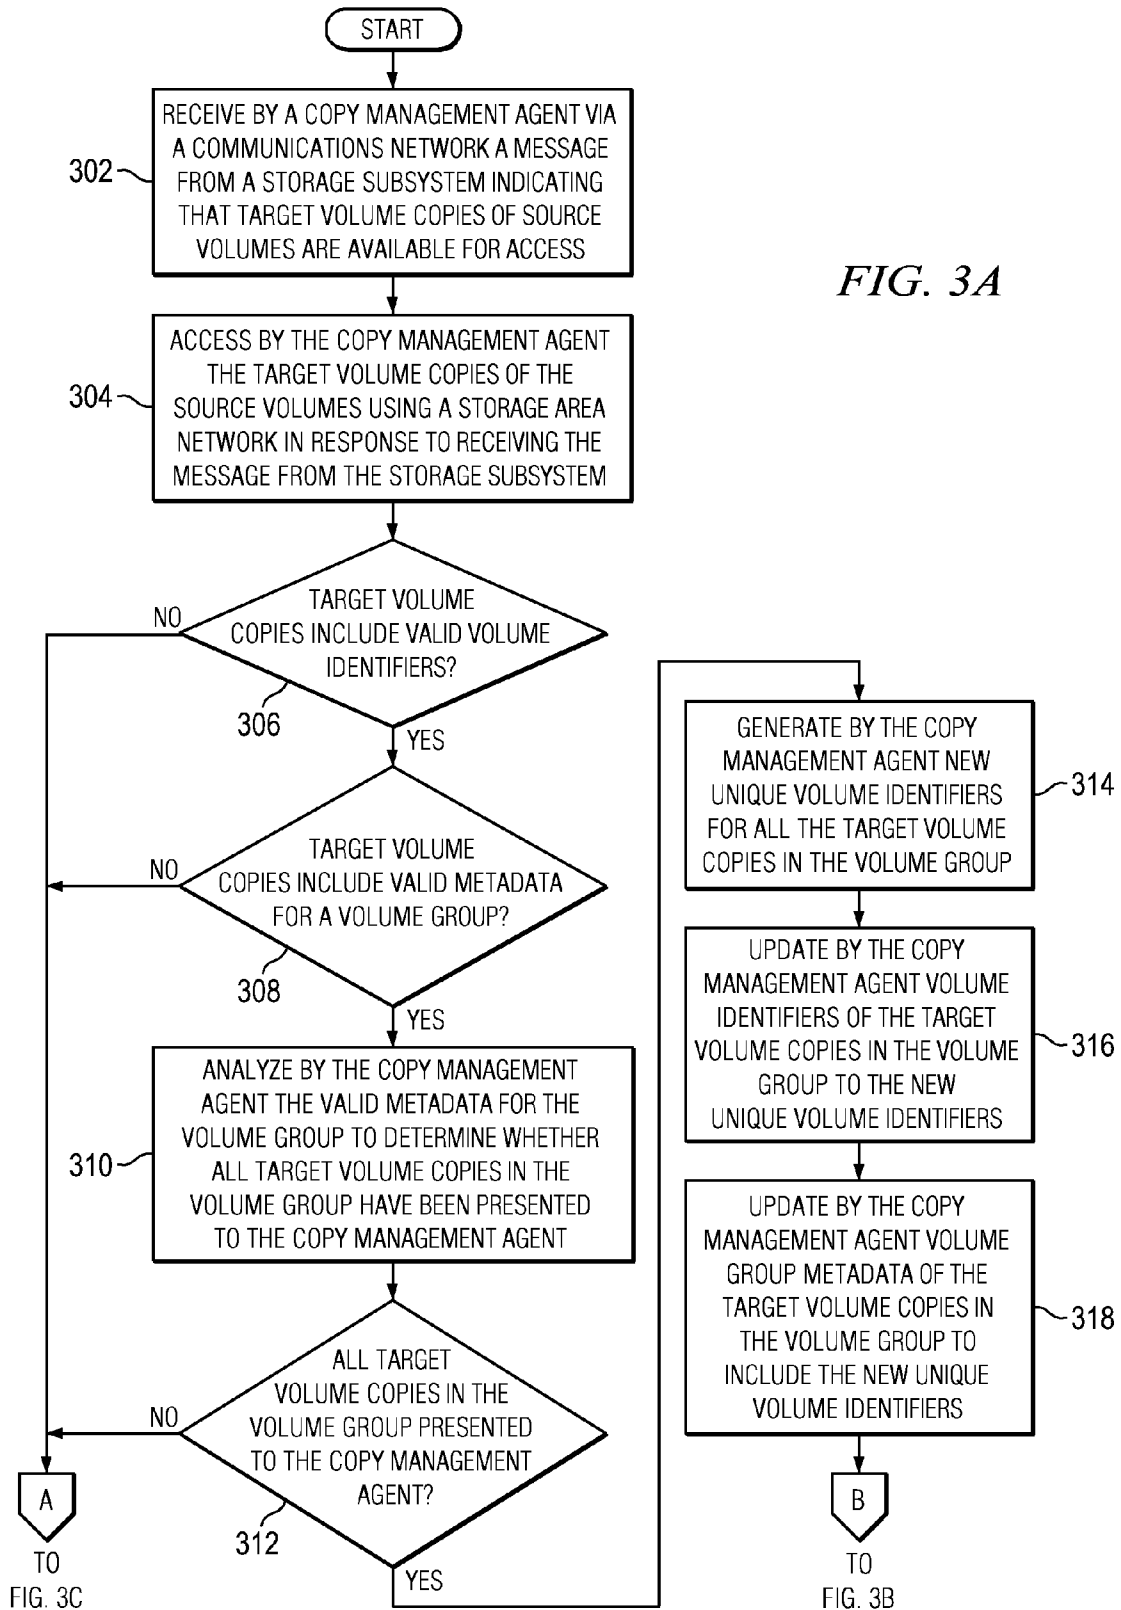 START
RECEIVE BY A COPY MANAGEMENT AGENT VIA
A COMMUNICATIONS NETWORK A MESSAGE
FROM A STORAGE SUBSYSTEM INDICATING
THAT TARGET VOLUME COPIES OF SOURCE
VOLUMES ARE AVAILABLE FOR ACCESS
302
FIG. 3A
ACCESS BY THE COPY MANAGEMENT AGENT
THE TARGET VOLUME COPIES OF THE
SOURCE VOLUMES USING A STORAGE AREA
NETWORK IN RESPONSE TO RECEIVING THE
MESSAGE FROM THE STORAGE SUBSYSTEM
304
TARGET VOLUME
COPIES INCLUDE VALID VOLUME
IDENTIFIERS?
NO
306
YES
TARGET VOLUME
COPIES INCLUDE VALID METADATA
FOR A VOLUME GROUP?
NO
308
YES
ANALYZE BY THE COPY MANAGEMENT
AGENT THE VALID METADATA FOR THE
VOLUME GROUP TO DETERMINE WHETHER
ALL TARGET VOLUME COPIES IN THE
VOLUME GROUP HAVE BEEN PRESENTED
TO THE COPY MANAGEMENT AGENT
310
ALL TARGET
VOLUME COPIES IN THE
VOLUME GROUP PRESENTED
TO THE COPY MANAGEMENT
AGENT?
NO
312
YES
A
TO
FIG. 3C
GENERATE BY THE COPY
MANAGEMENT AGENT NEW
UNIQUE VOLUME IDENTIFIERS
FOR ALL THE TARGET VOLUME
COPIES IN THE VOLUME GROUP
314
UPDATE BY THE COPY
MANAGEMENT AGENT VOLUME
IDENTIFIERS OF THE TARGET
VOLUME COPIES IN THE VOLUME
GROUP TO THE NEW
UNIQUE VOLUME IDENTIFIERS
316
UPDATE BY THE COPY
MANAGEMENT AGENT VOLUME
GROUP METADATA OF THE
TARGET VOLUME COPIES IN
THE VOLUME GROUP TO
INCLUDE THE NEW UNIQUE
VOLUME IDENTIFIERS
318
B
TO
FIG. 3B